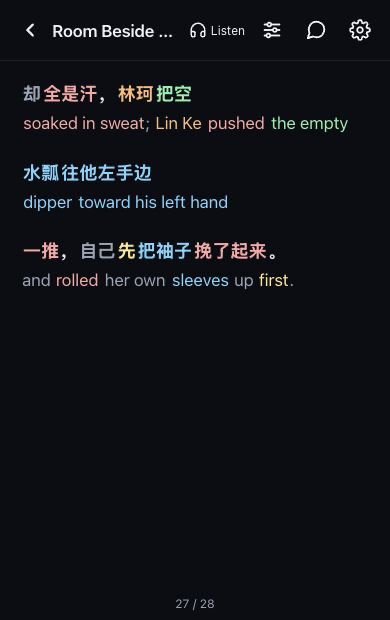 Room Beside ...
Listen
却全是汗，林珂把空
soaked in sweat; Lin Ke pushed the empty
水瓢往他左手边
dipper toward his left hand
一推，自己先把袖子挽了起来。
and rolled her own sleeves up first.
27 / 28